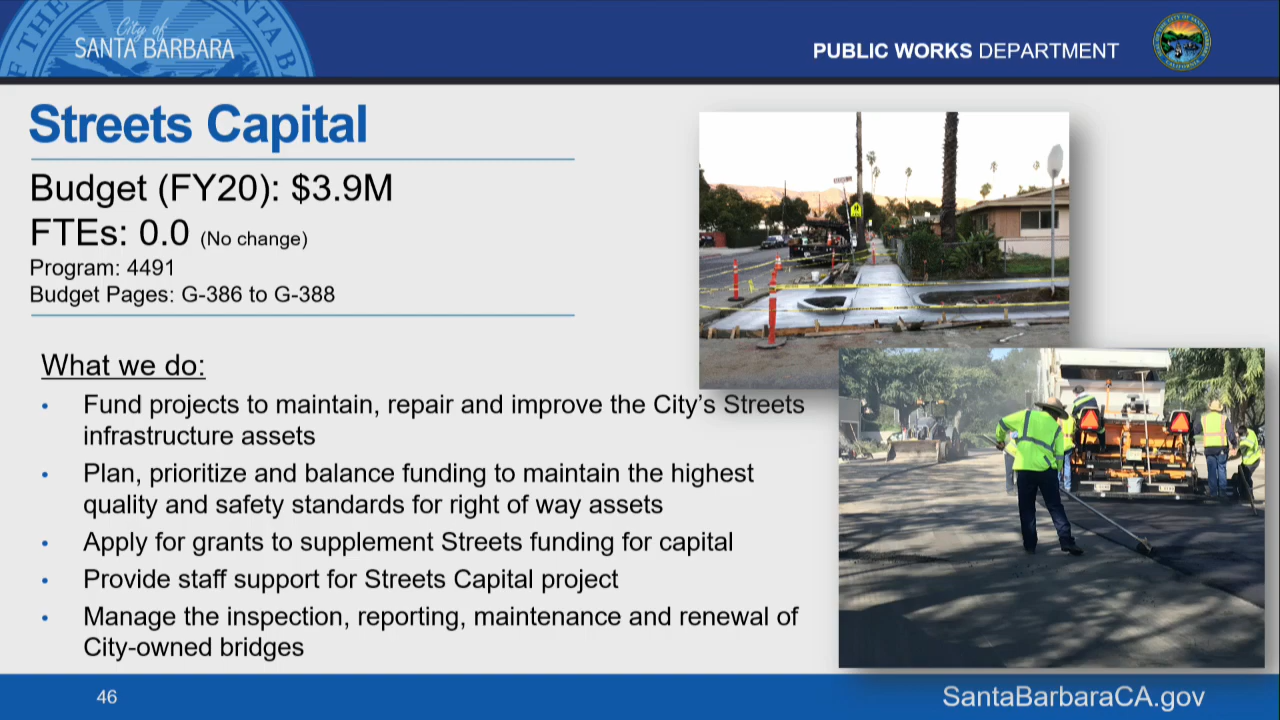 City of
SANTA BARBARA
PUBLIC WORKS DEPARTMENT
Streets Capital
Budget (FY20): $3.9M
FTEs: 0.0 (No change)
Program: 4491
Budget Pages: G-386 to G-388
What we do:
• Fund projects to maintain, repair and improve the City's Streets
infrastructure assets
• Plan, prioritize and balance funding to maintain the highest
quality and safety standards for right of way assets
• Apply for grants to supplement Streets funding for capital
• Provide staff support for Streets Capital project
• Manage the inspection, reporting, maintenance and renewal of
City-owned bridges
46
SantaBarbaraCA.gov